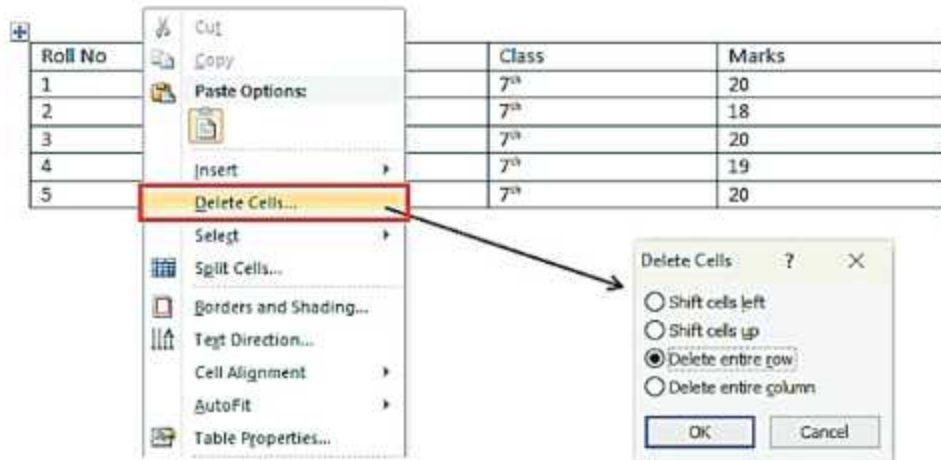 Cut
Roll No Copy Class Marks
1 Paste Options: 7th 20
2 7th 18
3 7th 20
4 Insert 7th 19
5 Delete Cells... 7th 20
Select
Split Cells...
Borders and Shading...
Text Direction...
Cell Alignment
AutoFit
Table Properties...
Delete Cells ?
Shift cells left
Shift cells up
Delete entire row
Delete entire column
OK Cancel